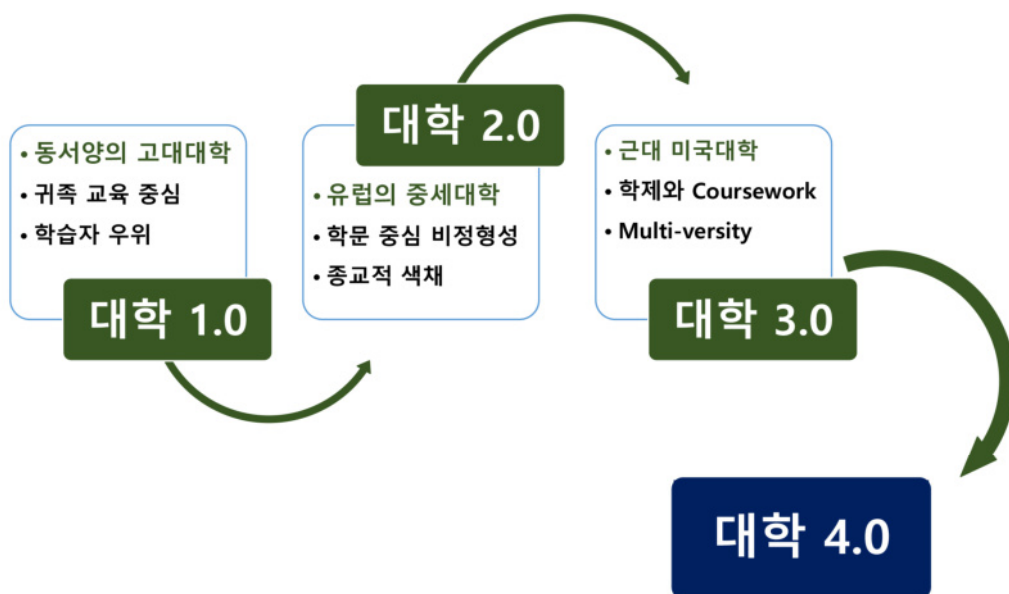 • 동서양의 고대대학
• 귀족 교육 중심
• 학습자 우위
대학 1.0
대학 2.0
• 유럽의 중세대학
• 학문 중심 비정형성
• 종교적 색채
• 근대 미국대학
• 학제와 Coursework
• Multi-versity
대학 3.0
대학 4.0